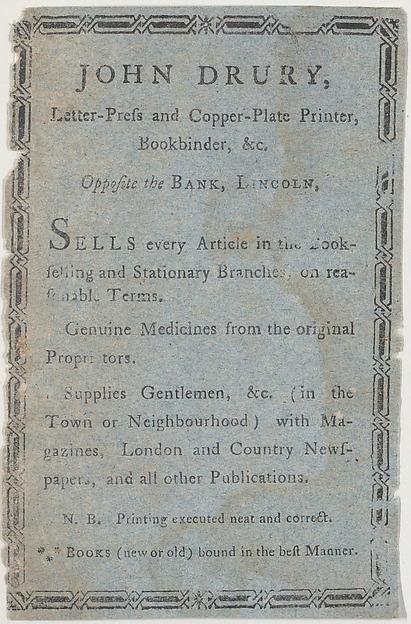 JOHN DRURY,
Letter-Preſs and Copper-Plate Printer,
Bookbinder, &c.
Oppoſite the BANK, LINCOLN,
SELLS every Article in the Book-
ſelling and Stationary Branches, on rea-
ſonable Terms.
Genuine Medicines from the original
Proprietors.
Supplies Gentlemen, &c. (in the
Town or Neighbourhood) with Ma-
gazines, London and Country Newſ-
papers, and all other Publications.
N. B. Printing executed neat and correct.
*⁎* BOOKS (new or old) bound in the beſt Manner.